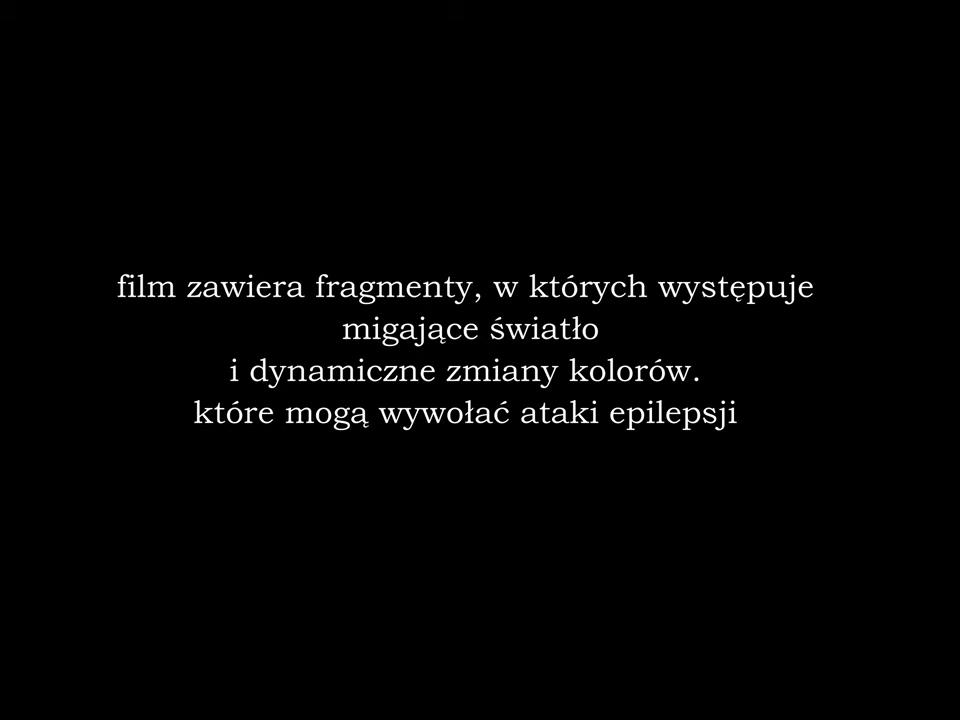 film zawiera fragmenty, w których występuje
migające światło
i dynamiczne zmiany kolorów.
które mogą wywołać ataki epilepsji